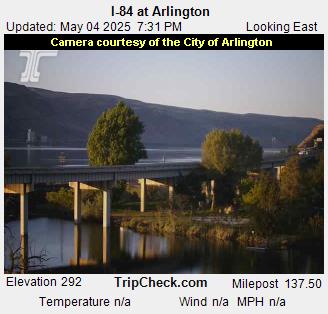 I-84 at Arlington
Updated: May 04 2025 7:31 PM Looking East
Camera courtesy of the City of Arlington
Elevation 292 TripCheck.com Milepost 137.50
Temperature n/a Wind n/a MPH n/a